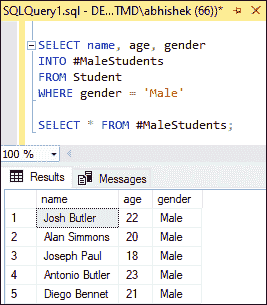 SQLQuery1.sql - DE...TMD\abhishek (66))*
SELECT name, age, gender
INTO #MaleStudents
FROM Student
WHERE gender = 'Male'
SELECT * FROM #MaleStudents;
100 %
Results Messages
name age gender
1 Josh Butler 22 Male
2 Alan Simmons 20 Male
3 Joseph Paul 18 Male
4 Antonio Butler 23 Male
5 Diego Bennet 21 Male